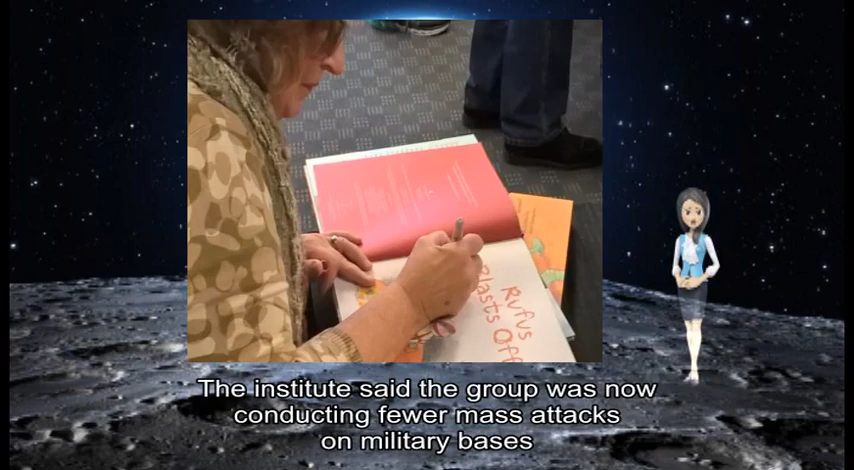 Rufus
Blasts Off
The institute said the group was now
conducting fewer mass attacks
on military bases